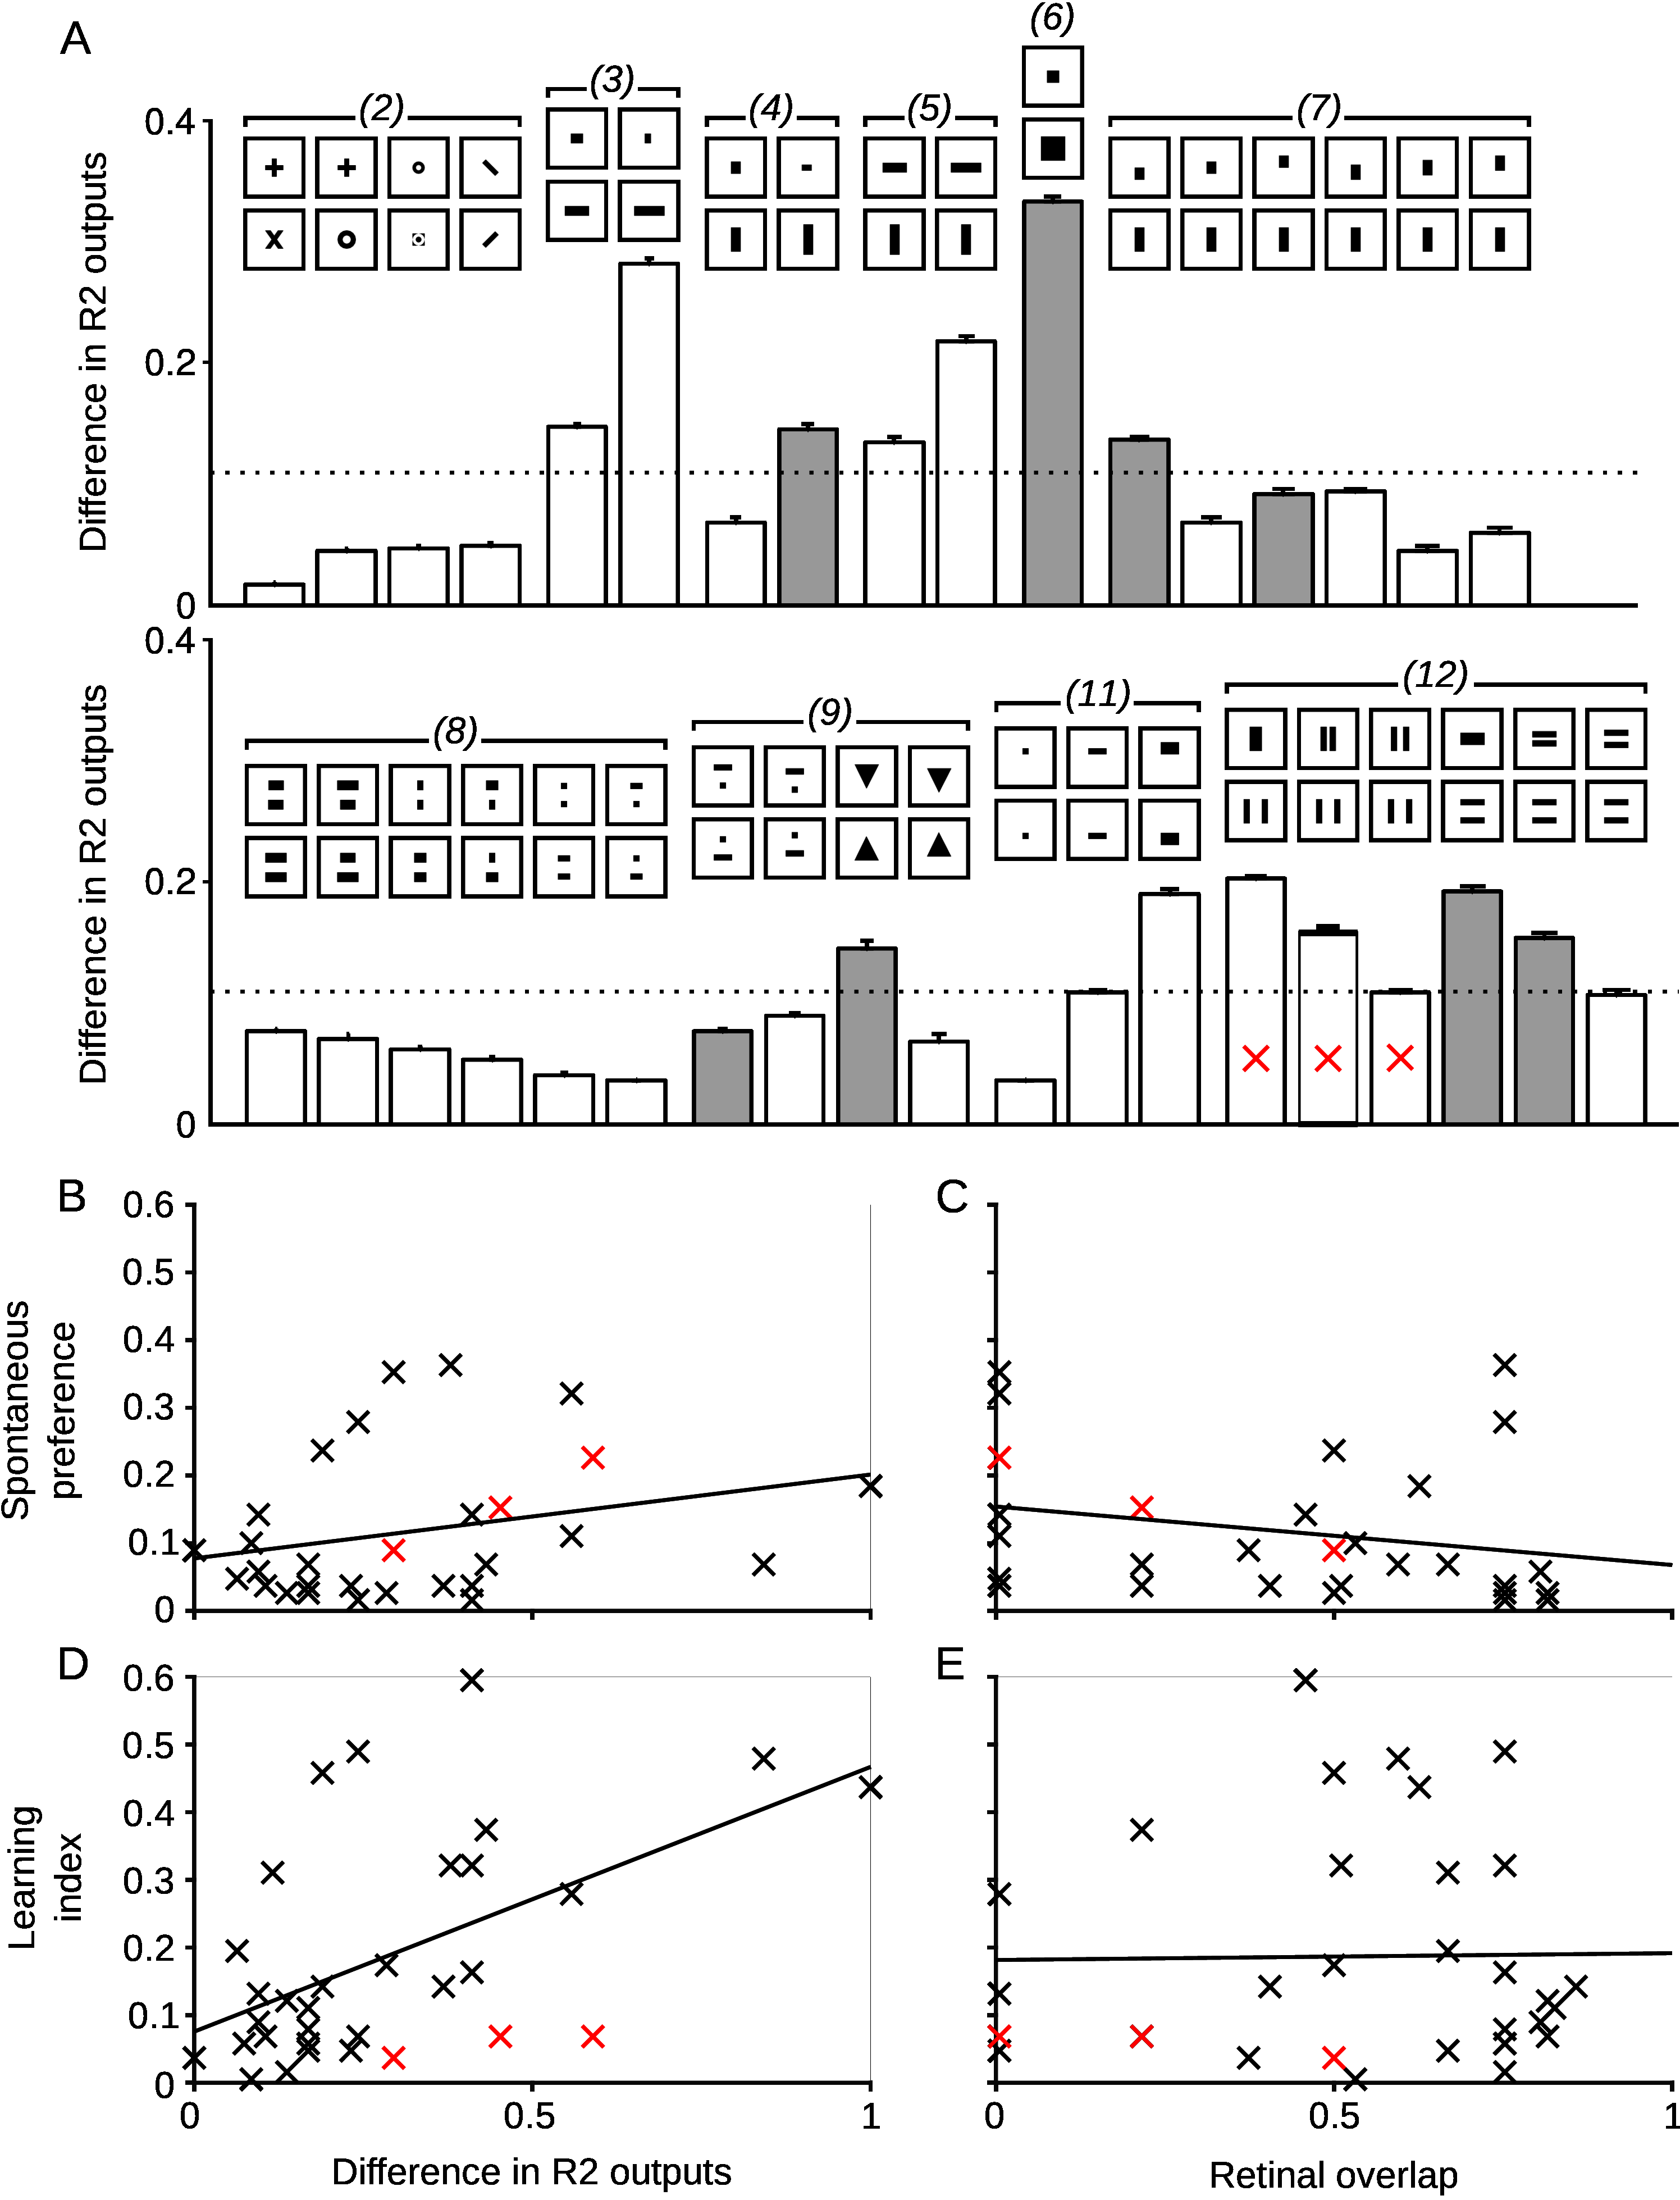 A
(2)
(3)
(4)
(5)
(6)
(7)
Difference in R2 outputs
0.4
0.2
0
(8)
(9)
(11)
(12)
Difference in R2 outputs
0.4
0.2
0
B
Spontaneous
preference
0.6
0.5
0.4
0.3
0.2
0.1
0
C
D
Learning
index
0.6
0.5
0.4
0.3
0.2
0.1
0
0
0.5
1
Difference in R2 outputs
E
0
0.5
1
Retinal overlap